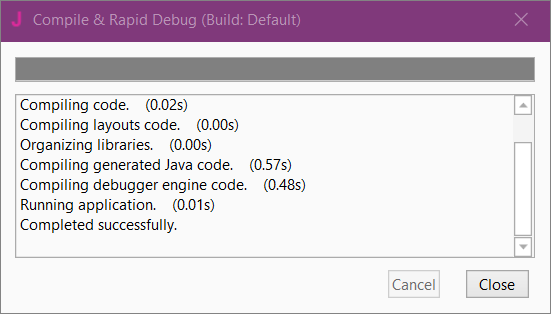 J Compile & Rapid Debug (Build: Default)
Compiling code. (0.02s)
Compiling layouts code. (0.00s)
Organizing libraries. (0.00s)
Compiling generated Java code. (0.57s)
Compiling debugger engine code. (0.48s)
Running application. (0.01s)
Completed successfully.
Cancel Close